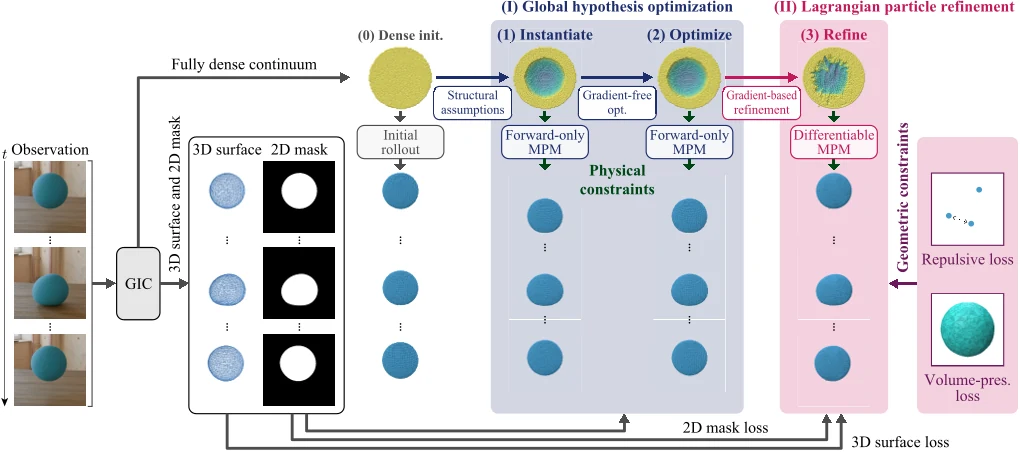 (I) Global hypothesis optimization
(II) Lagrangian particle refinement
(0) Dense init.
(1) Instantiate
(2) Optimize
(3) Refine
Fully dense continuum
Structural
assumptions
Gradient-free
opt.
Gradient-based
refinement
Initial
rollout
Forward-only
MPM
Forward-only
MPM
Differentiable
MPM
Physical
constraints
t
Observation
GIC
3D surface and 2D mask
3D surface
2D mask
Geometric constraints
Repulsive loss
Volume-pres.
loss
2D mask loss
3D surface loss